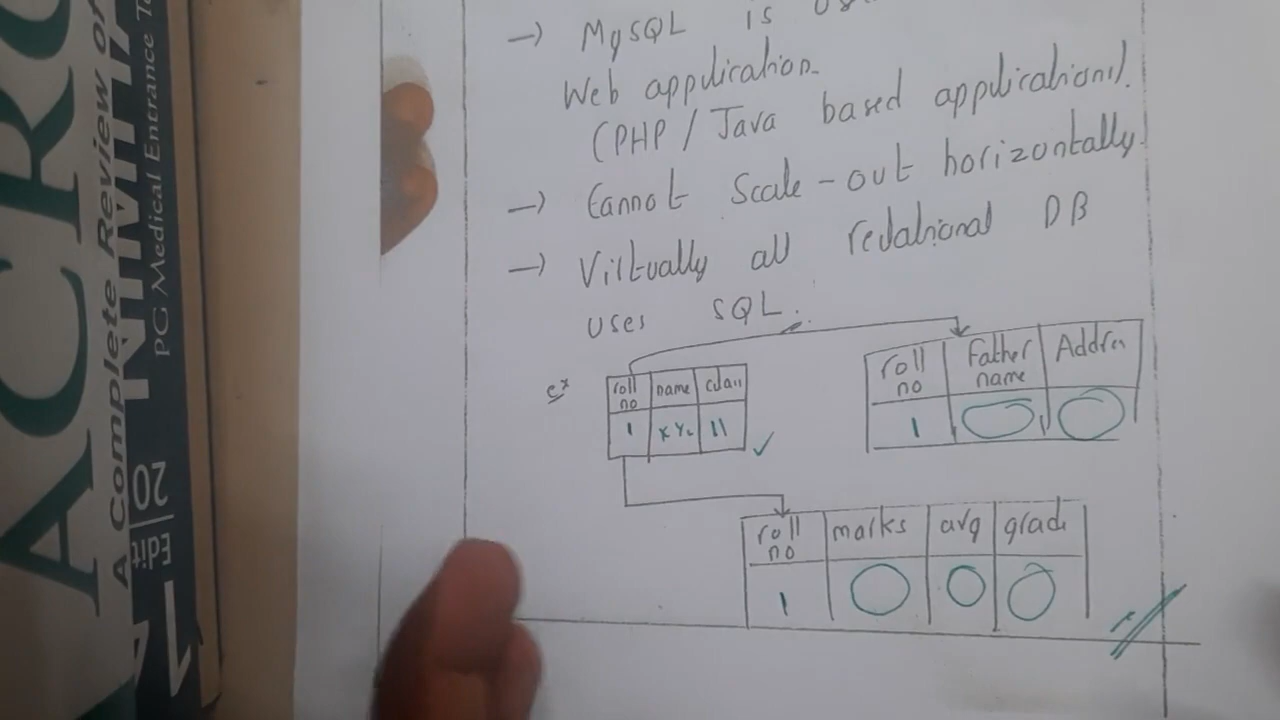 → MySQL is
Web application.
(PHP / Java based applications).
→ Cannot Scale-out horizontally.
→ Virtually all relational DB
uses SQL.
ex
roll no name class
1 XYZ 11
roll no Father name Addres
1
roll no marks avg grade
1
A Complete Review of
PG Medical Entrance
20
Edit